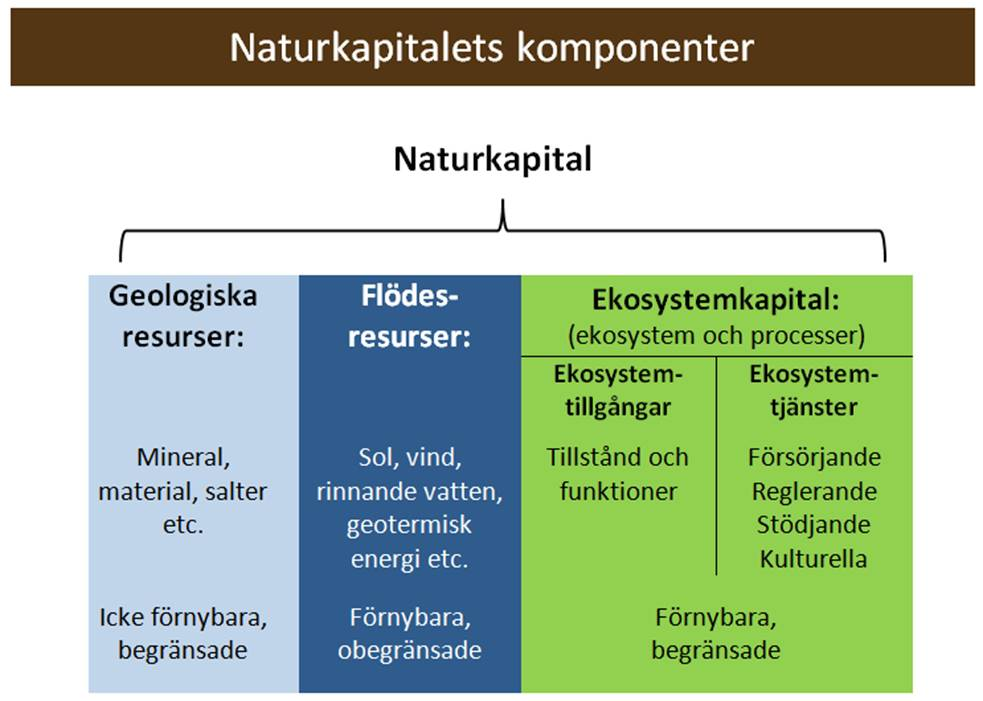 Naturkapitalets komponenter
Naturkapital
Geologiska
resurser:
Mineral,
material, salter
etc.
Icke förnybara,
begränsade
Flödes-
resurser:
Sol, vind,
rinnande vatten,
geotermisk
energi etc.
Förnybara,
obegränsade
Ekosystemkapital:
(ekosystem och processer)
Ekosystem-
tillgångar
Tillstånd och
funktioner
Ekosystem-
tjänster
Försörjande
Reglerande
Stödjande
Kulturella
Förnybara,
begränsade